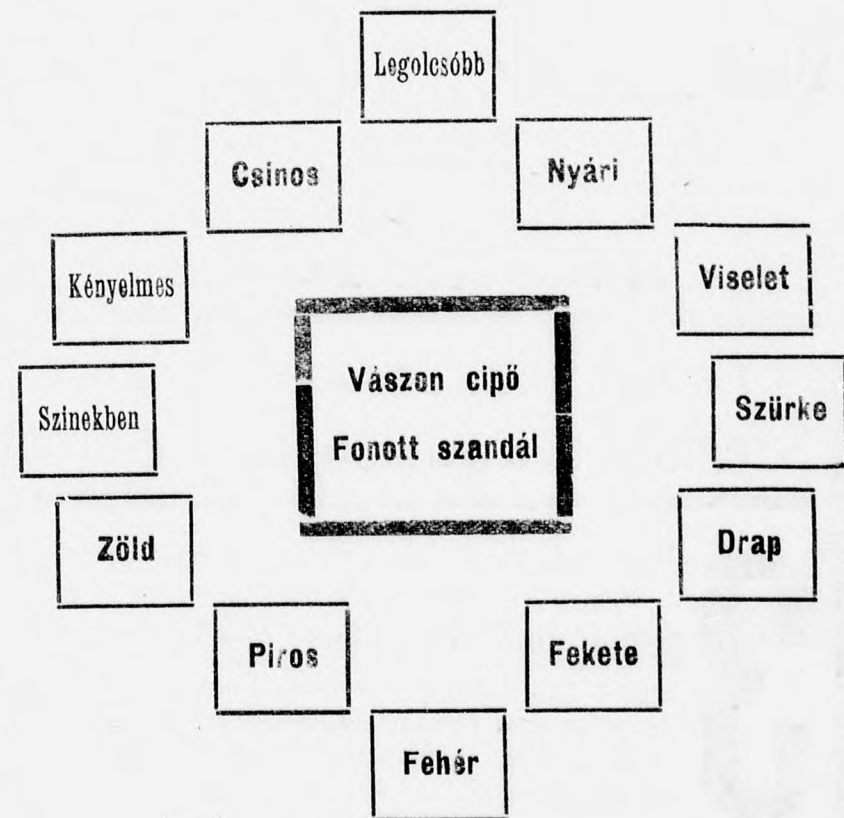 Legolcsóbb
Csinos
Nyári
Kényelmes
Viselet
Vászon cipő
Fonott szandál
Szinekben
Szürke
Zöld
Drap
Piros
Fekete
Fehér